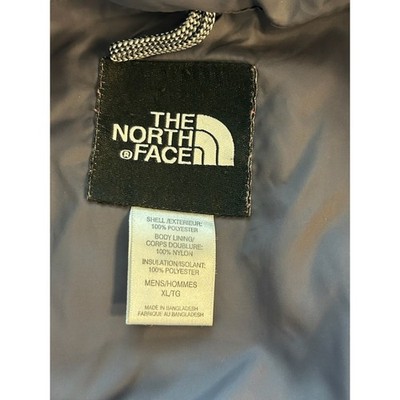 THE
NORTH
®FACE
SHELL/EXTERIEUR:
100% POLYESTER
BODY LINING/
CORPS DOUBLURE:
100% NYLON
INSULATION/ISOLANT:
100% POLYESTER
MENS/HOMMES
XL/TG
MADE IN BANGLADESH
FABRIQUE AU BANGLADESH